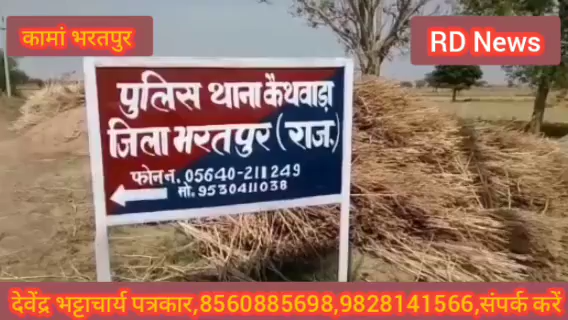 कामां भरतपुर
RD News
पुलिस थाना कैथवाड़ा
जिला भरतपुर (राज.)
फोन नं. 05640-211249
मो. 9530411038
देवेंद्र भट्टाचार्य पत्रकार,8560885698,9828141566,संपर्क करें